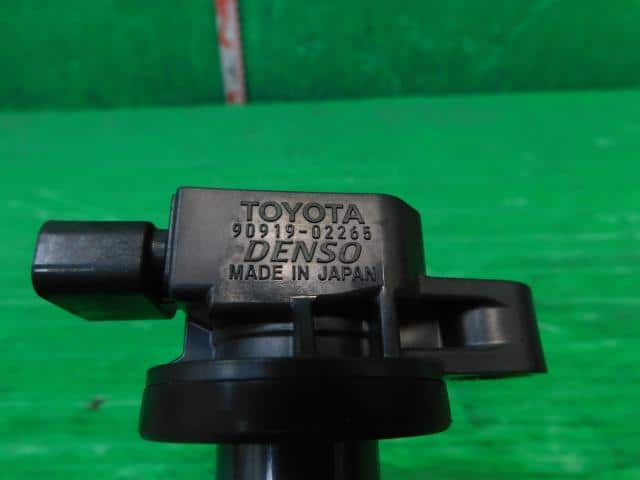 TOYOTA
90919-02265
DENSO
MADE IN JAPAN